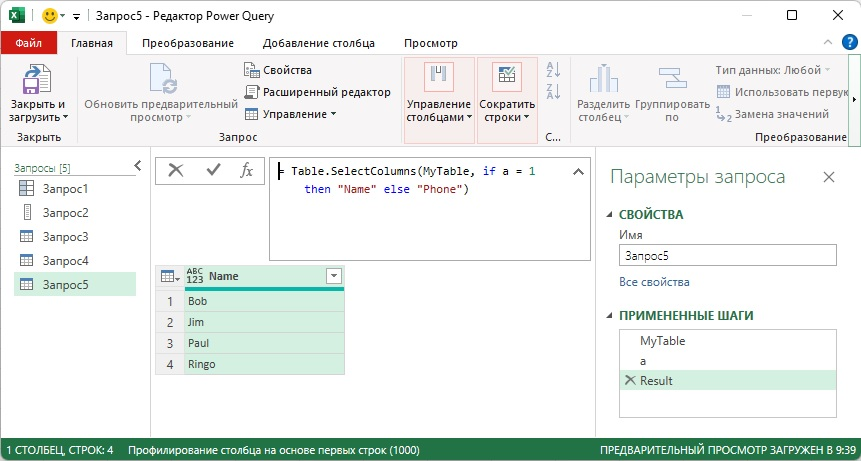 Запрос5 - Редактор Power Query
Файл
Главная
Преобразование
Добавление столбца
Просмотр
Закрыть и загрузить
Закрыть
Обновить предварительный просмотр
Свойства
Расширенный редактор
Управление
Запрос
Управление столбцами
Сократить строки
С...
Разделить столбец
Группировать по
Тип данных: Любой
Использовать первую
Замена значений
Преобразование
Запросы [5]
Запрос1
Запрос2
Запрос3
Запрос4
Запрос5
fx
= Table.SelectColumns(MyTable, if a = 1
then "Name" else "Phone")
ABC
123
Name
1 Bob
2 Jim
3 Paul
4 Ringo
Параметры запроса
СВОЙСТВА
Имя
Запрос5
Все свойства
ПРИМЕНЕННЫЕ ШАГИ
MyTable
a
Result
1 СТОЛБЕЦ, СТРОК: 4
Профилирование столбца на основе первых строк (1000)
ПРЕДВАРИТЕЛЬНЫЙ ПРОСМОТР ЗАГРУЖЕН В 9:39